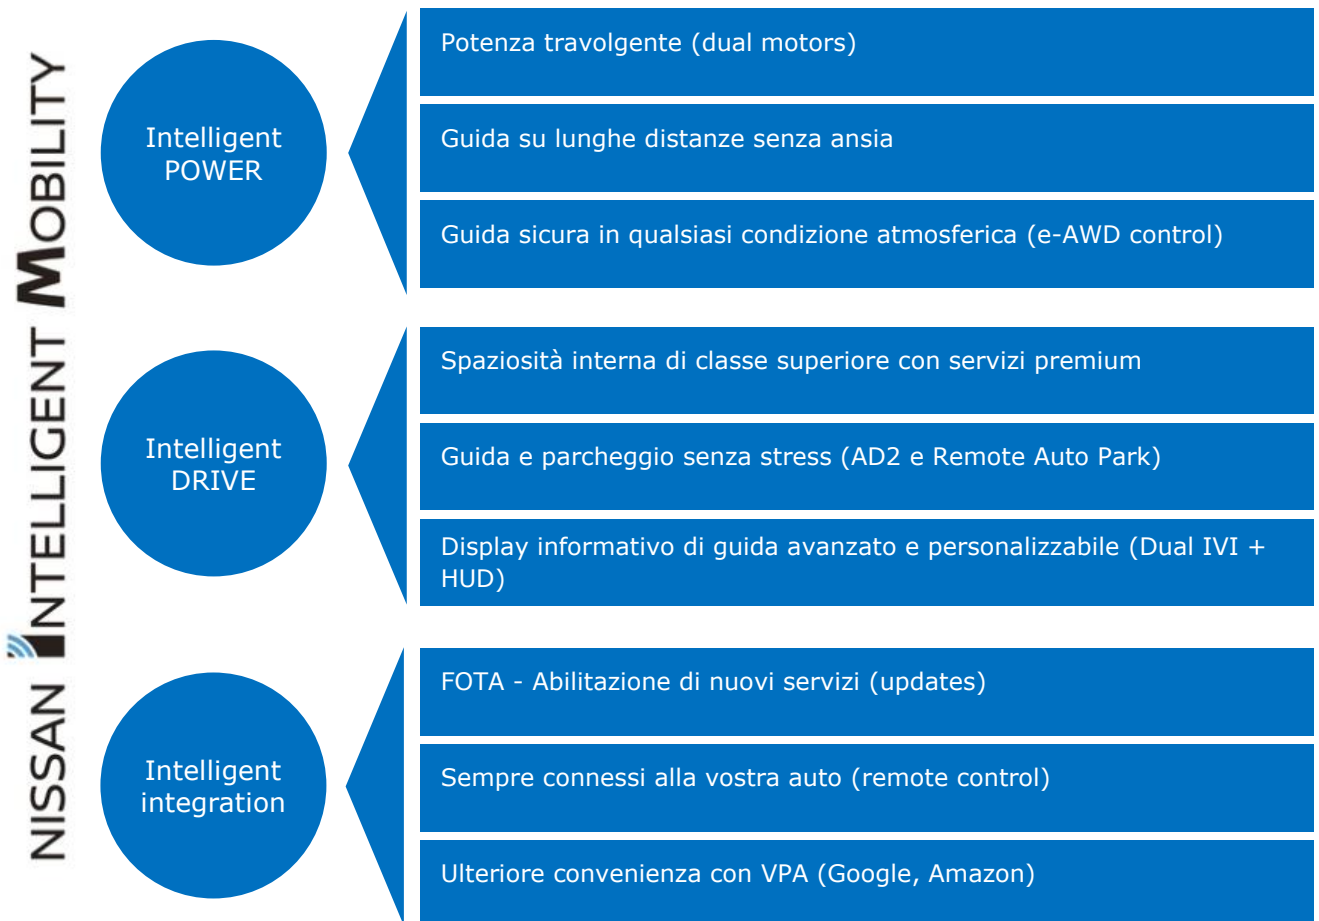 NISSAN INTELLIGENT MOBILITY
Intelligent
POWER
Potenza travolgente (dual motors)
Guida su lunghe distanze senza ansia
Guida sicura in qualsiasi condizione atmosferica (e-AWD control)
Intelligent
DRIVE
Spaziosità interna di classe superiore con servizi premium
Guida e parcheggio senza stress (AD2 e Remote Auto Park)
Display informativo di guida avanzato e personalizzabile (Dual IVI +
HUD)
Intelligent
integration
FOTA - Abilitazione di nuovi servizi (updates)
Sempre connessi alla vostra auto (remote control)
Ulteriore convenienza con VPA (Google, Amazon)